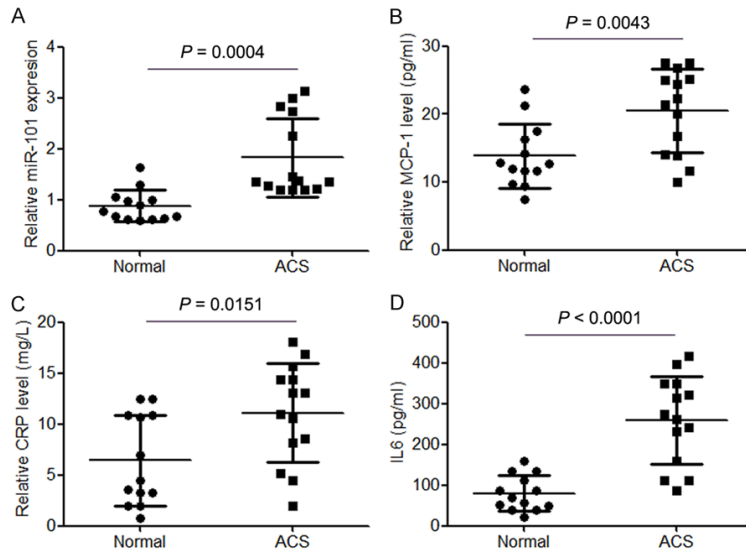 A
P = 0.0004
Relative miR-101 expresion
4
3
2
1
0
Normal
ACS
B
P = 0.0043
Relative MCP-1 level (pg/ml)
30
20
10
0
Normal
ACS
C
P = 0.0151
Relative CRP level (mg/L)
20
15
10
5
0
Normal
ACS
D
P < 0.0001
IL6 (pg/ml)
500
400
300
200
100
0
Normal
ACS